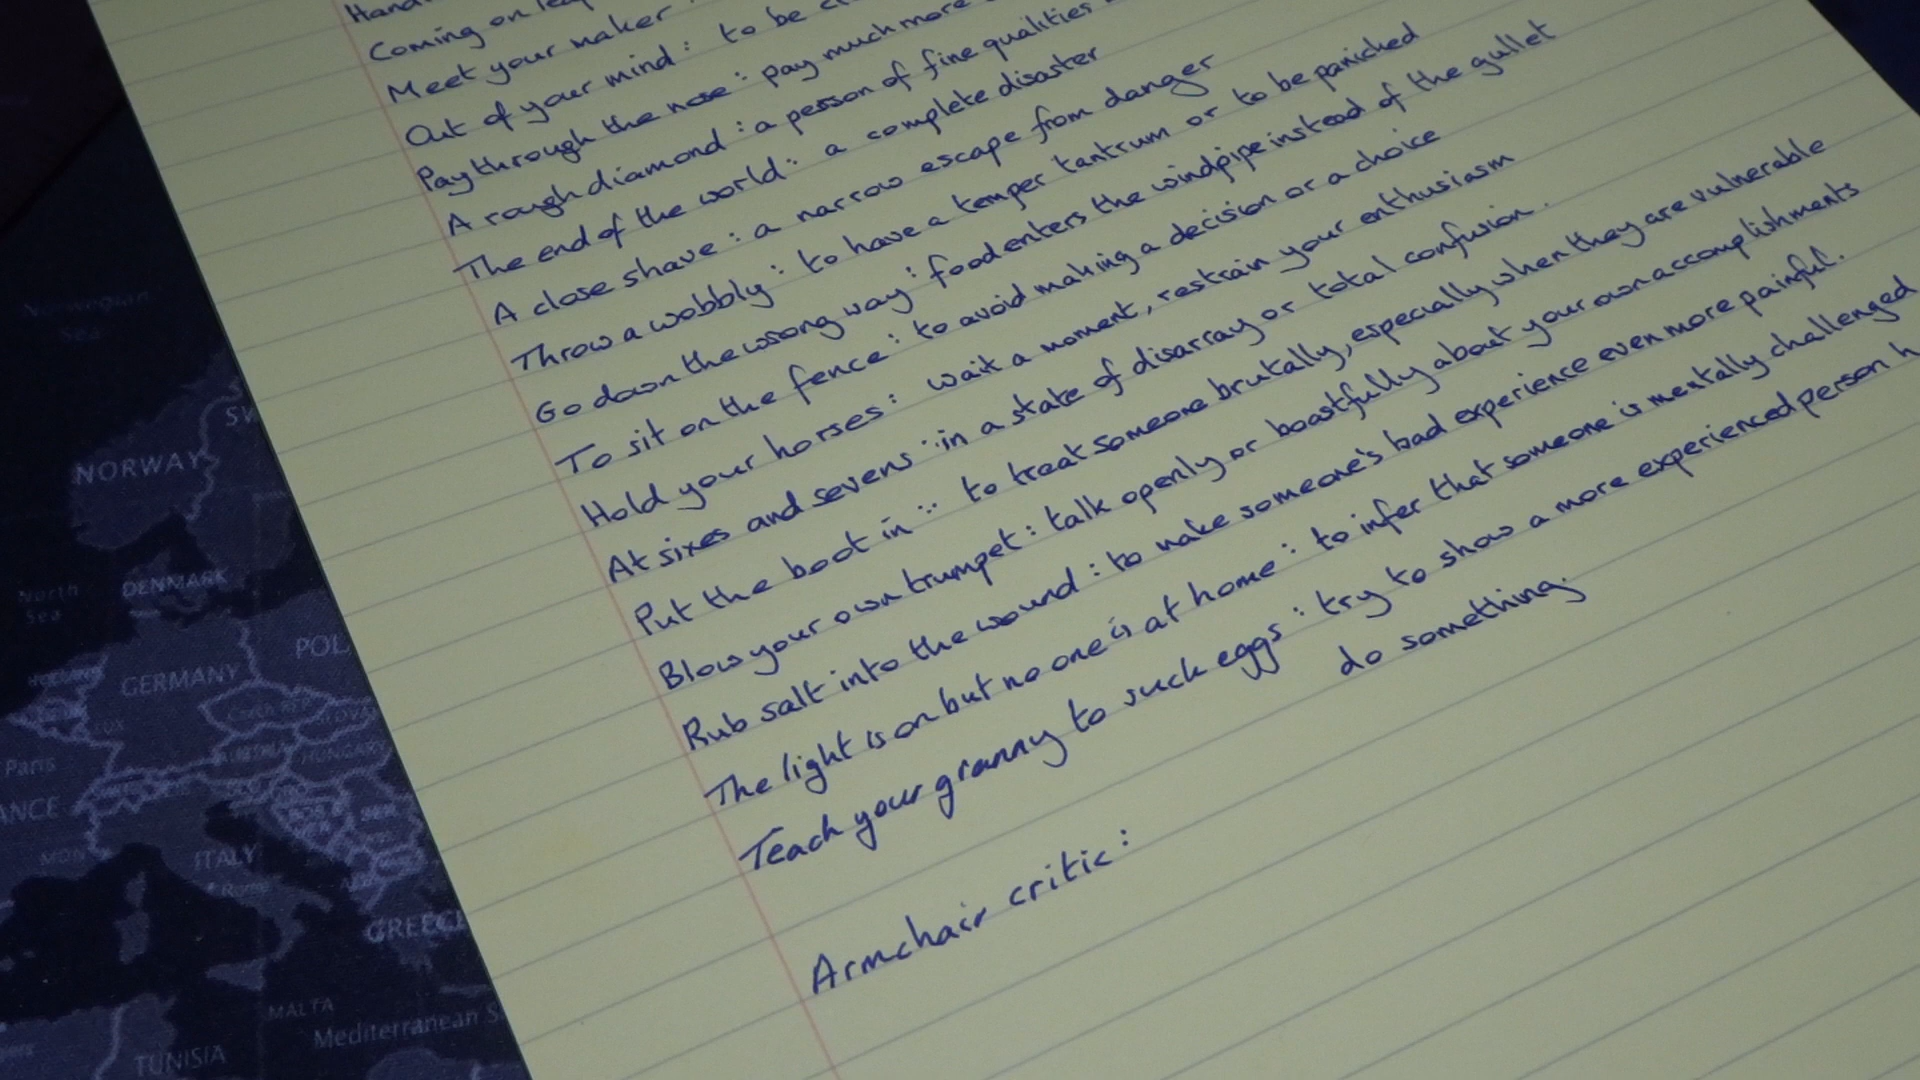 Coming on
Meet your maker
Out of your mind : to be
Pay through the nose : pay much more
A rough diamond : a person of fine qualities
The end of the world : a complete disaster
A close shave : a narrow escape from danger
Throw a wobbly : to have a temper tantrum or to be panicked
Go down the wrong way : food enters the windpipe instead of the gullet
To sit on the fence : to avoid making a decision or a choice
Hold your horses : wait a moment, restrain your enthusiasm
At sixes and sevens : in a state of disarray or total confusion.
Put the boot in : to treat someone brutally, especially when they are vulnerable
Blow your own trumpet : talk openly or boastfully about your own accomplishments
Rub salt into the wound : to make someone's bad experience even more painful.
The light is on but no one is at home : to infer that someone is mentally challenged
Teach your granny to suck eggs : try to show a more experienced person h
do something.
Armchair critic :
NORWAY
North
Sea
DENMARK
GERMANY
POL
Paris
ANCE
HUNGARY
ITALY
Rome
GREECE
MALTA
Mediterranean S
TUNISIA